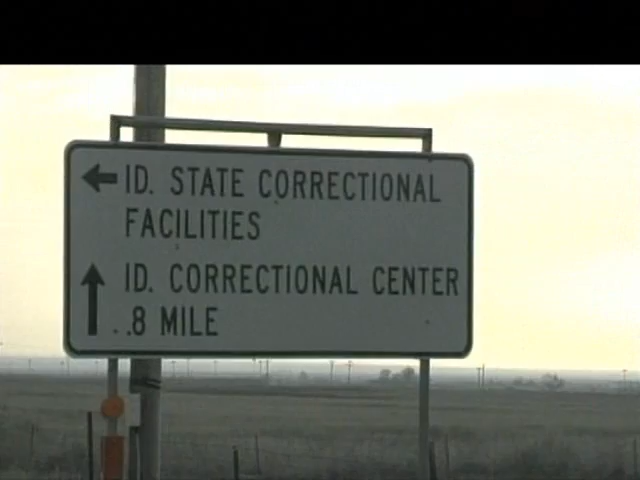 ID. STATE CORRECTIONAL
FACILITIES
ID. CORRECTIONAL CENTER
.8 MILE